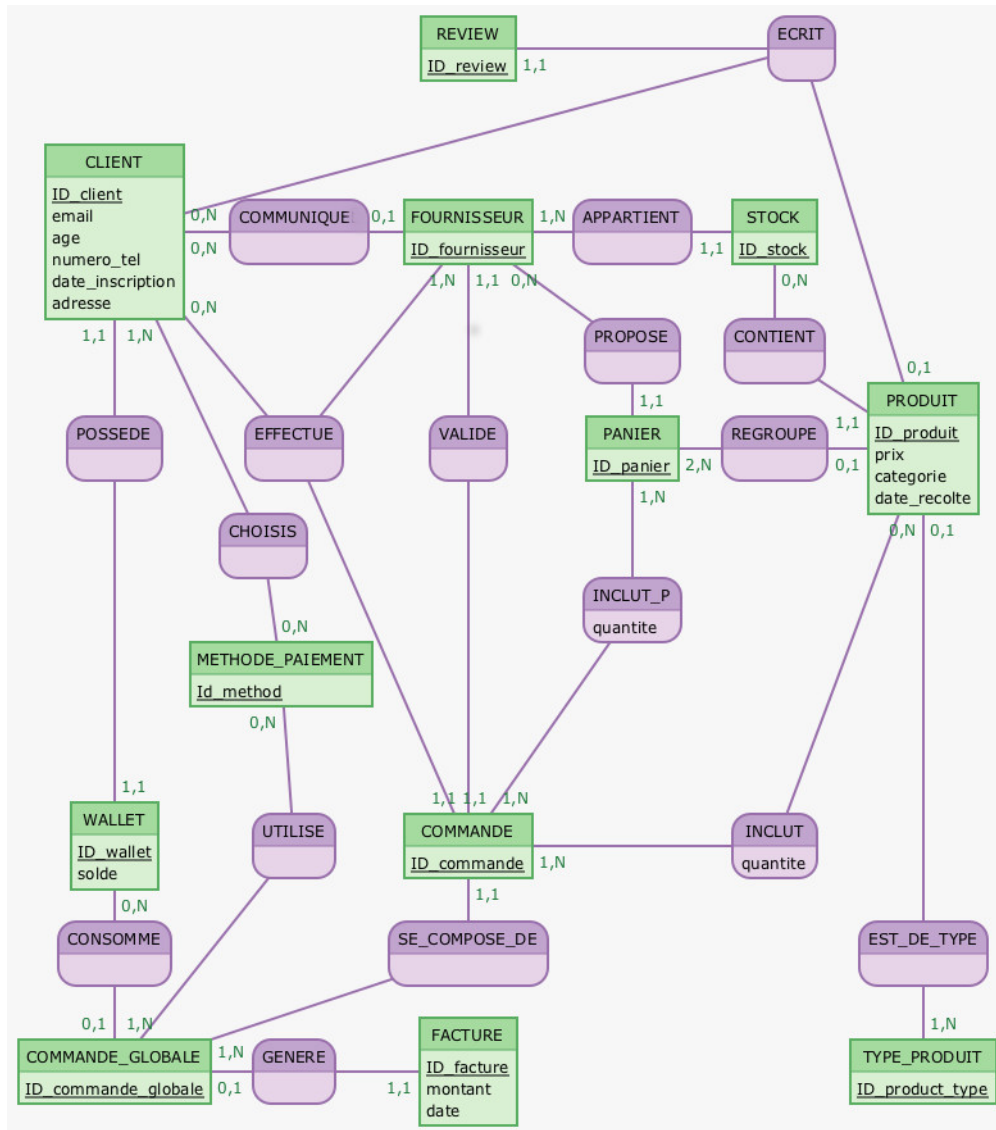 REVIEW
ID_review
1,1
ECRIT
CLIENT
ID_client
email
age
numero_tel
date_inscription
adresse
0,N
COMMUNIQUE
0,1
FOURNISSEUR
ID_fournisseur
1,N
APPARTIENT
1,1
STOCK
ID_stock
0,N
0,N
0,N
1,N
1,1
0,N
PROPOSE
CONTIENT
0,1
1,1
1,N
PRODUIT
ID_produit
prix
categorie
date_recolte
1,1
1,1
POSSEDE
EFFECTUE
VALIDE
PANIER
ID_panier
2,N
REGROUPE
0,1
1,N
CHOISIS
0,N
0,1
INCLUT_P
quantite
0,N
METHODE_PAIEMENT
Id_method
0,N
1,1
WALLET
ID_wallet
solde
0,N
UTILISE
1,1
1,1
1,N
COMMANDE
ID_commande
1,N
INCLUT
quantite
1,1
CONSOMME
SE_COMPOSE_DE
EST_DE_TYPE
0,1
1,N
1,N
COMMANDE_GLOBALE
ID_commande_globale
1,N
0,1
GENERE
1,1
FACTURE
ID_facture
montant
date
TYPE_PRODUIT
ID_product_type